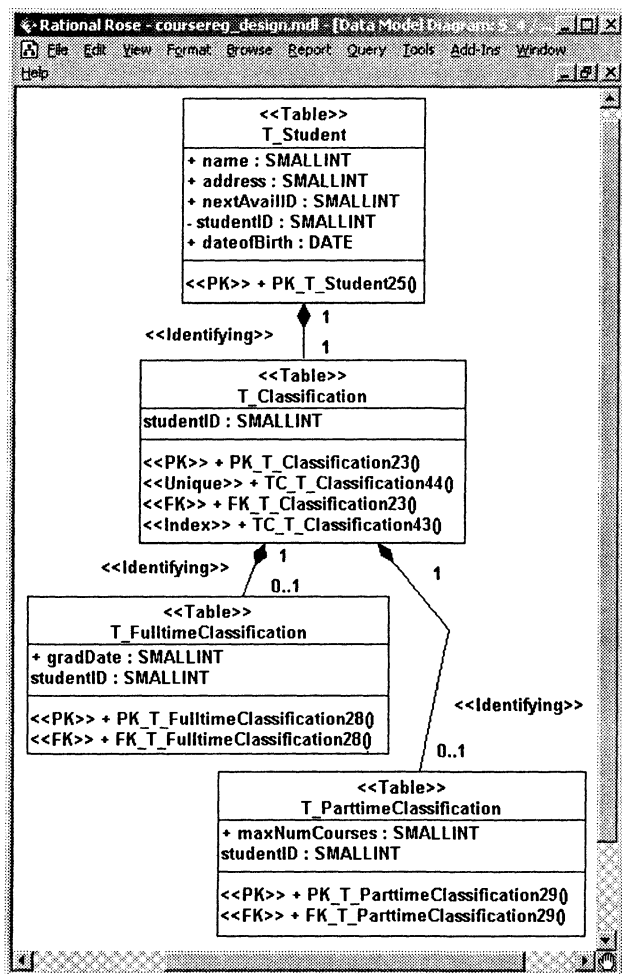 Rational Rose - coursereg_design.mdl - [Data Model Diagram: S_4 / ...
File Edit View Format Browse Report Query Tools Add-Ins Window
Help
<<Table>>
T_Student
+ name : SMALLINT
+ address : SMALLINT
+ nextAvailID : SMALLINT
- studentID : SMALLINT
+ dateofBirth : DATE
<<PK>> + PK_T_Student25()
1
<<Identifying>>
1
<<Table>>
T_Classification
studentID : SMALLINT
<<PK>> + PK_T_Classification23()
<<Unique>> + TC_T_Classification44()
<<FK>> + FK_T_Classification23()
<<Index>> + TC_T_Classification43()
<<Identifying>>
1
1
0..1
<<Table>>
T_FulltimeClassification
+ gradDate : SMALLINT
studentID : SMALLINT
<<PK>> + PK_T_FulltimeClassification28()
<<FK>> + FK_T_FulltimeClassification28()
<<Identifying>>
0..1
<<Table>>
T_ParttimeClassification
+ maxNumCourses : SMALLINT
studentID : SMALLINT
<<PK>> + PK_T_ParttimeClassification29()
<<FK>> + FK_T_ParttimeClassification29()